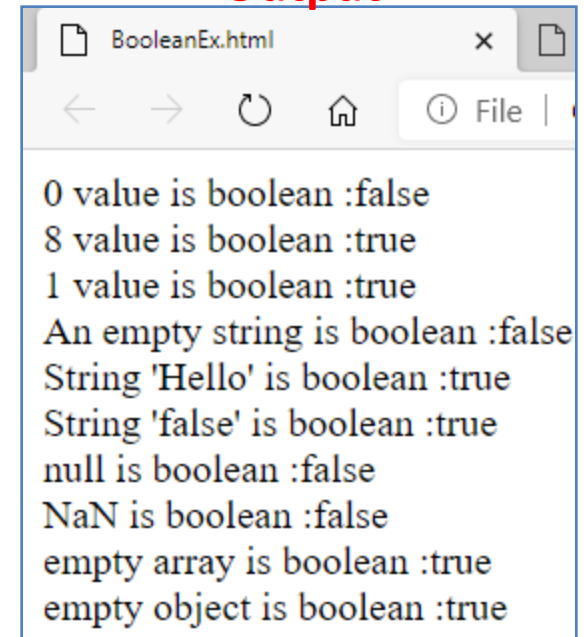 Output
BooleanEx.html
File
0 value is boolean :false
8 value is boolean :true
1 value is boolean :true
An empty string is boolean :false
String 'Hello' is boolean :true
String 'false' is boolean :true
null is boolean :false
NaN is boolean :false
empty array is boolean :true
empty object is boolean :true